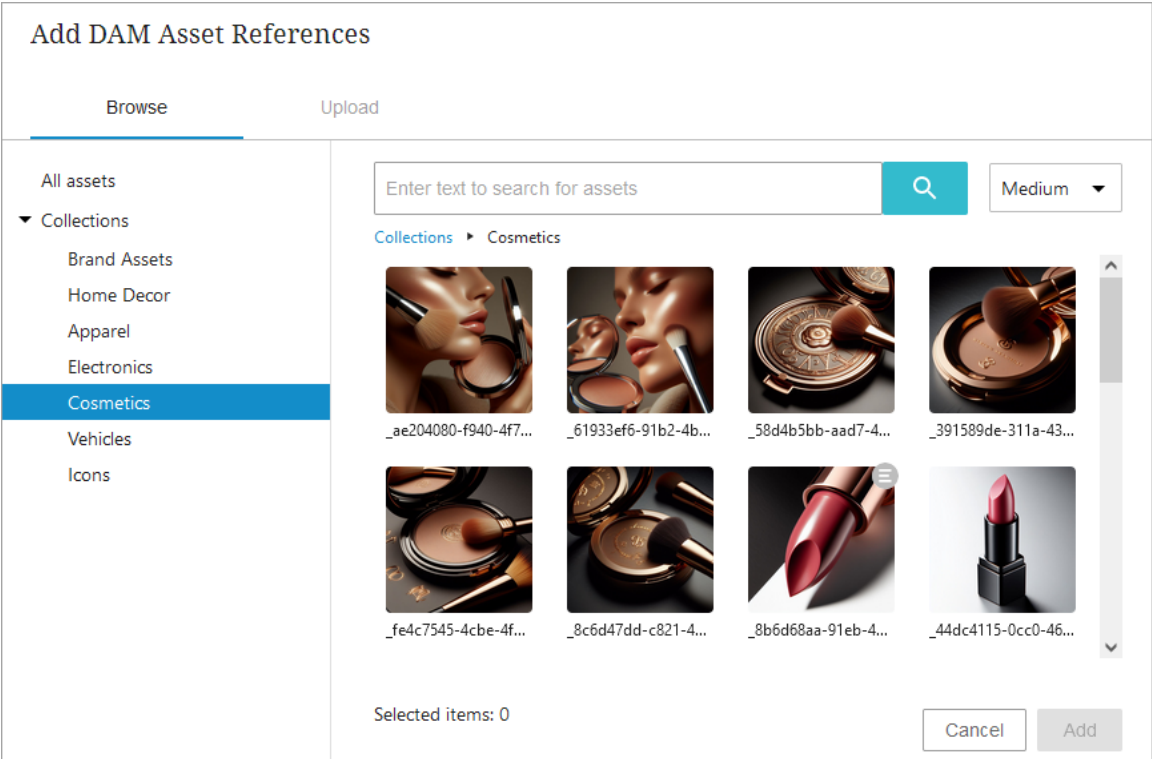 Add DAM Asset References
Browse
Upload
All assets
Collections
Brand Assets
Home Decor
Apparel
Electronics
Cosmetics
Vehicles
Icons
Enter text to search for assets
Medium
Collections ‣ Cosmetics
_ae204080-f940-4f7...
_61933ef6-91b2-4b...
_58d4b5bb-aad7-4...
_391589de-311a-43...
_fe4c7545-4cbe-4f...
_8c6d47dd-c821-4...
_8b6d68aa-91eb-4...
_44dc4115-0cc0-46...
Selected items: 0
Cancel
Add